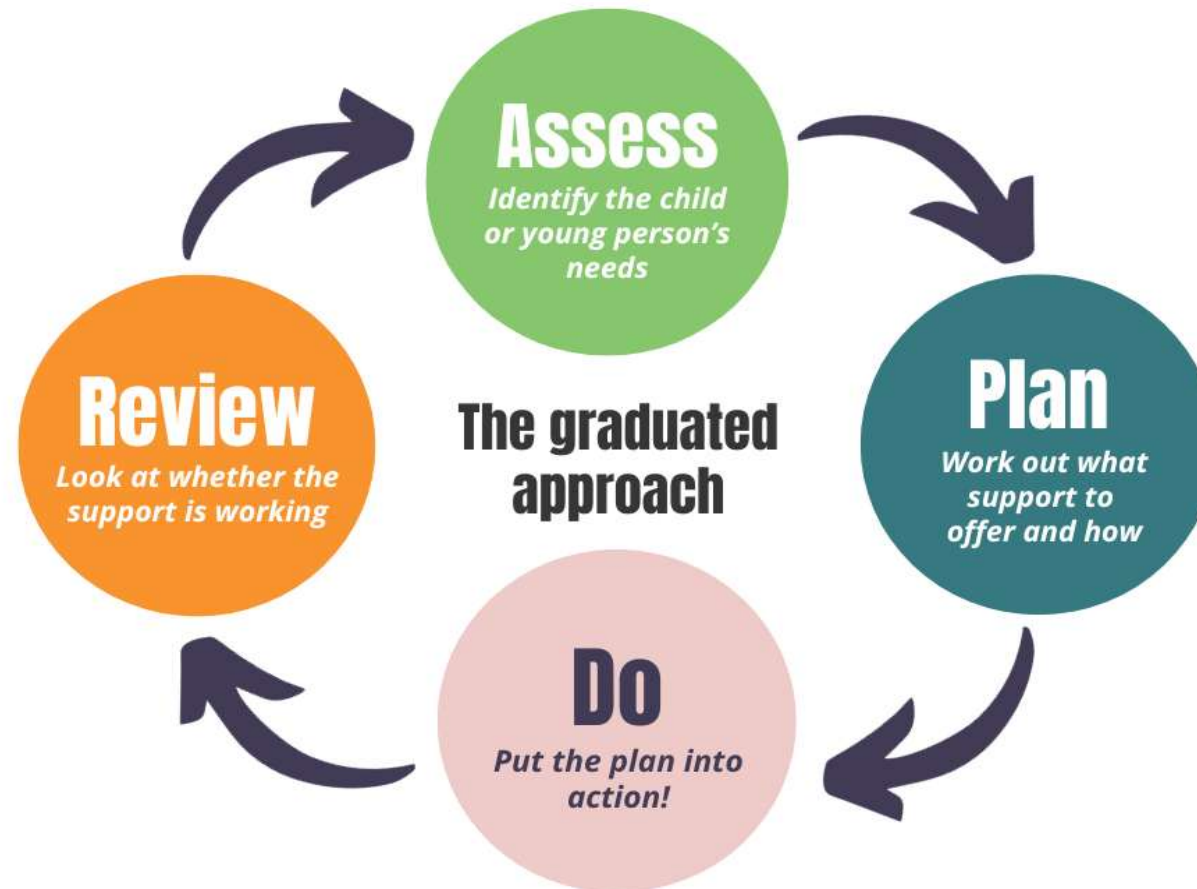 Assess
Identify the child
or young person's
needs
Plan
Work out what
support to
offer and how
Do
Put the plan into
action!
Review
Look at whether the
support is working
The graduated
approach